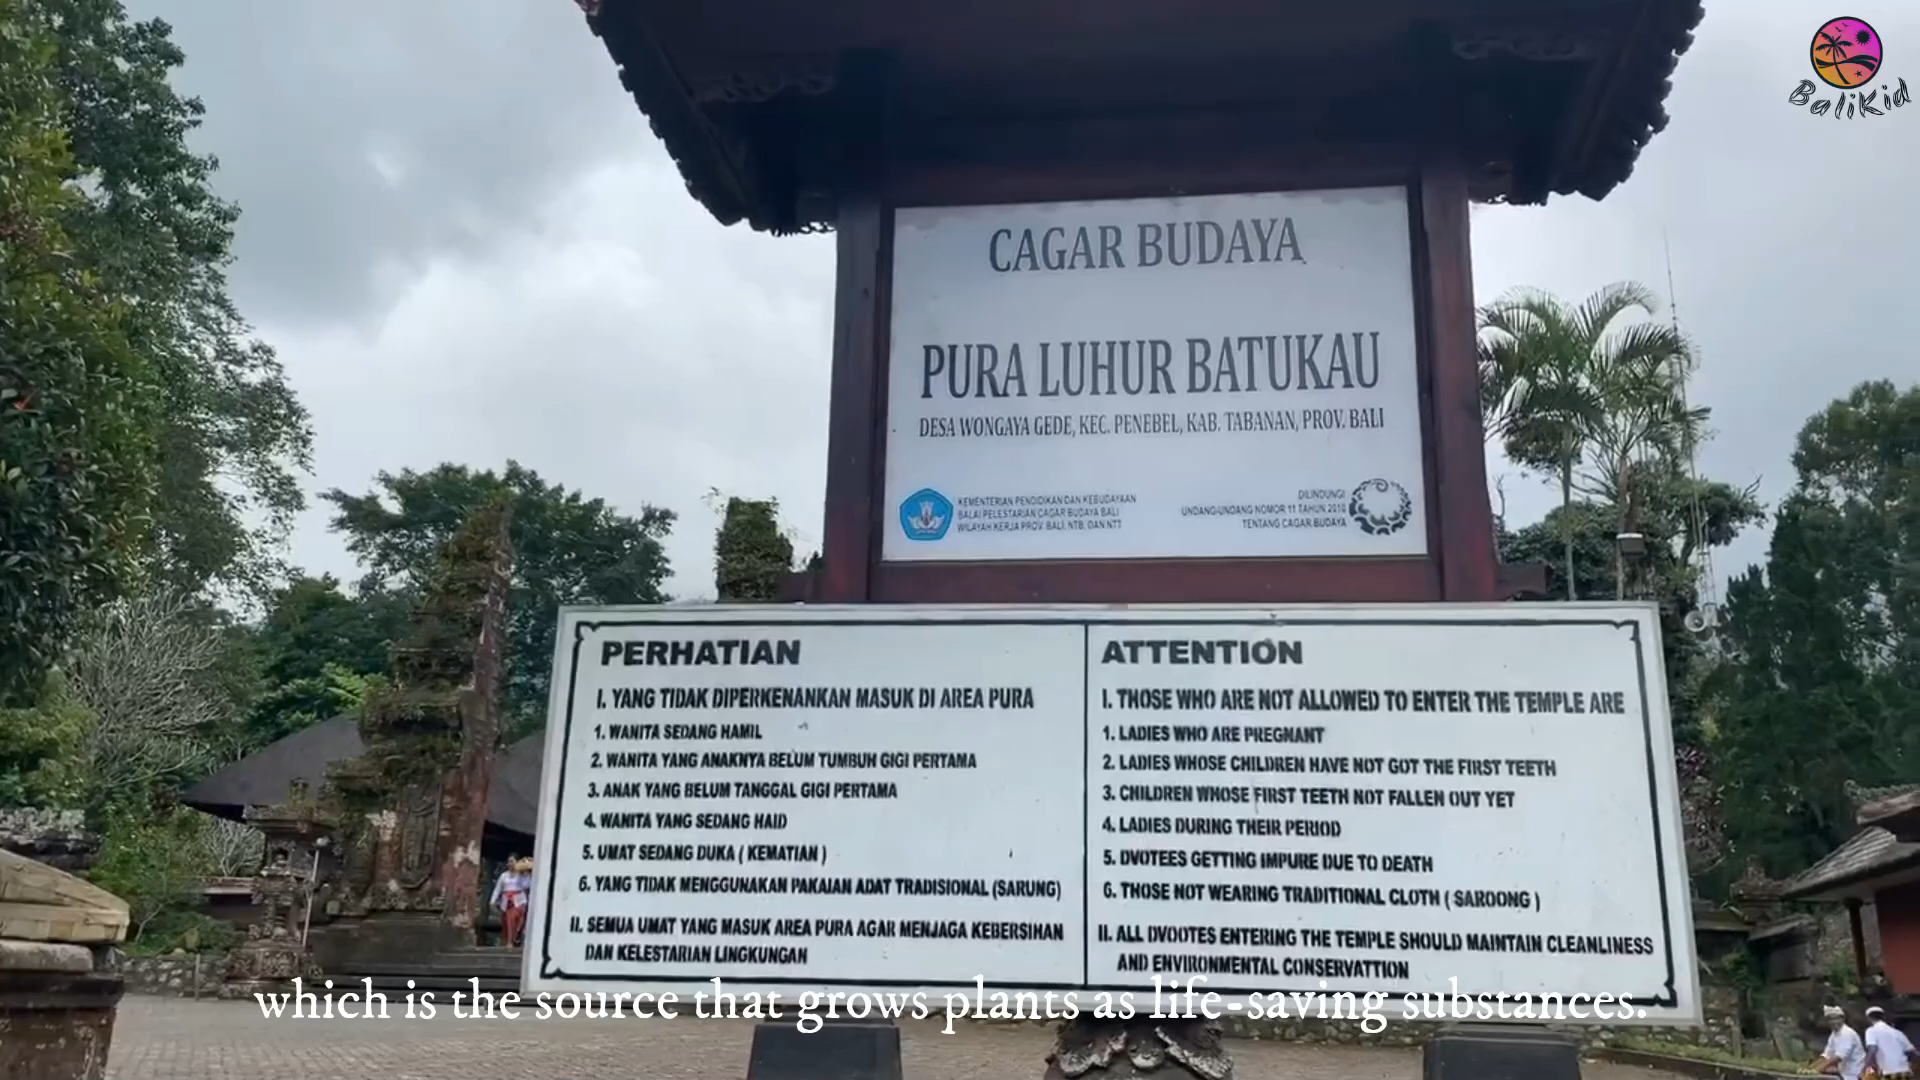 BaliKid
CAGAR BUDAYA
PURA LUHUR BATUKAU
DESA WONGAYA GEDE, KEC. PENEBEL, KAB. TABANAN, PROV. BALI
KEMENTERIAN PENDIDIKAN DAN KEBUDAYAAN
BALAI PELESTARIAN CAGAR BUDAYA BALI
WILAYAH KERJA PROV. BALI, NTB, DAN NTT
DILINDUNGI
UNDANG-UNDANG NOMOR 11 TAHUN 2010
TENTANG CAGAR BUDAYA
PERHATIAN
I. YANG TIDAK DIPERKENANKAN MASUK DI AREA PURA
1. WANITA SEDANG HAMIL
2. WANITA YANG ANAKNYA BELUM TUMBUH GIGI PERTAMA
3. ANAK YANG BELUM TANGGAL GIGI PERTAMA
4. WANITA YANG SEDANG HAID
5. UMAT SEDANG DUKA ( KEMATIAN )
6. YANG TIDAK MENGGUNAKAN PAKAIAN ADAT TRADISIONAL (SARUNG)
II. SEMUA UMAT YANG MASUK AREA PURA AGAR MENJAGA KEBERSIHAN
DAN KELESTARIAN LINGKUNGAN
ATTENTION
I. THOSE WHO ARE NOT ALLOWED TO ENTER THE TEMPLE ARE
1. LADIES WHO ARE PREGNANT
2. LADIES WHOSE CHILDREN HAVE NOT GOT THE FIRST TEETH
3. CHILDREN WHOSE FIRST TEETH NOT FALLEN OUT YET
4. LADIES DURING THEIR PERIOD
5. DVOTEES GETTING IMPURE DUE TO DEATH
6. THOSE NOT WEARING TRADITIONAL CLOTH ( SAROONG )
II. ALL DVOOTES ENTERING THE TEMPLE SHOULD MAINTAIN CLEANLINESS
AND ENVIRONMENTAL CONSERVATTION
which is the source that grows plants as life-saving substances.